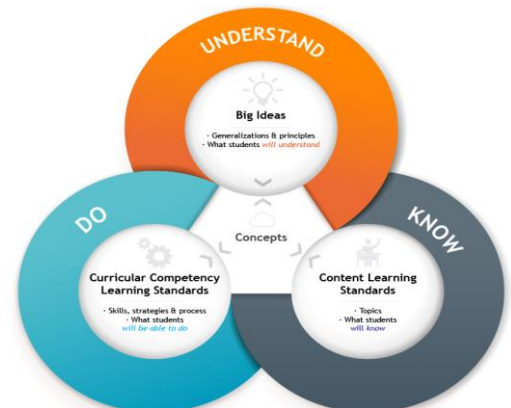 UNDERSTAND
Big Ideas
· Generalizations & principles
· What students will understand
Concepts
DO
Curricular Competency
Learning Standards
· Skills, strategies & process
· What students
will be able to do
KNOW
Content Learning
Standards
· Topics
· What students
will know